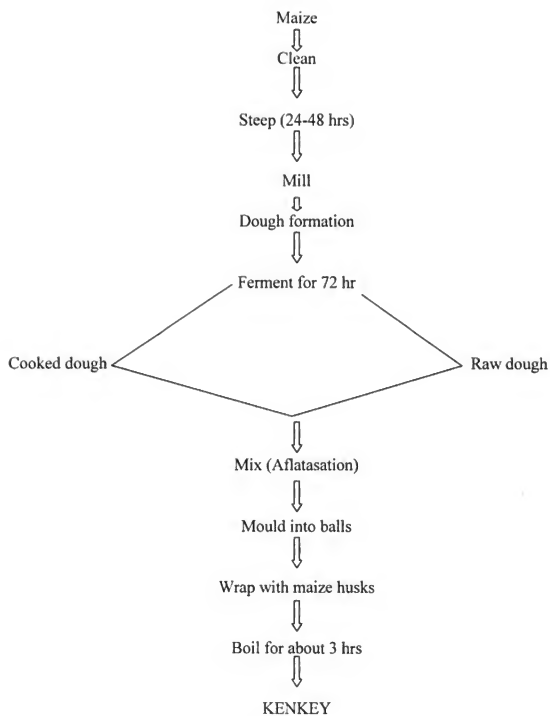 Maize
Clean
Steep (24-48 hrs)
Mill
Dough formation
Ferment for 72 hr
Cooked dough
Raw dough
Mix (Aflatasation)
Mould into balls
Wrap with maize husks
Boil for about 3 hrs
KENKEY